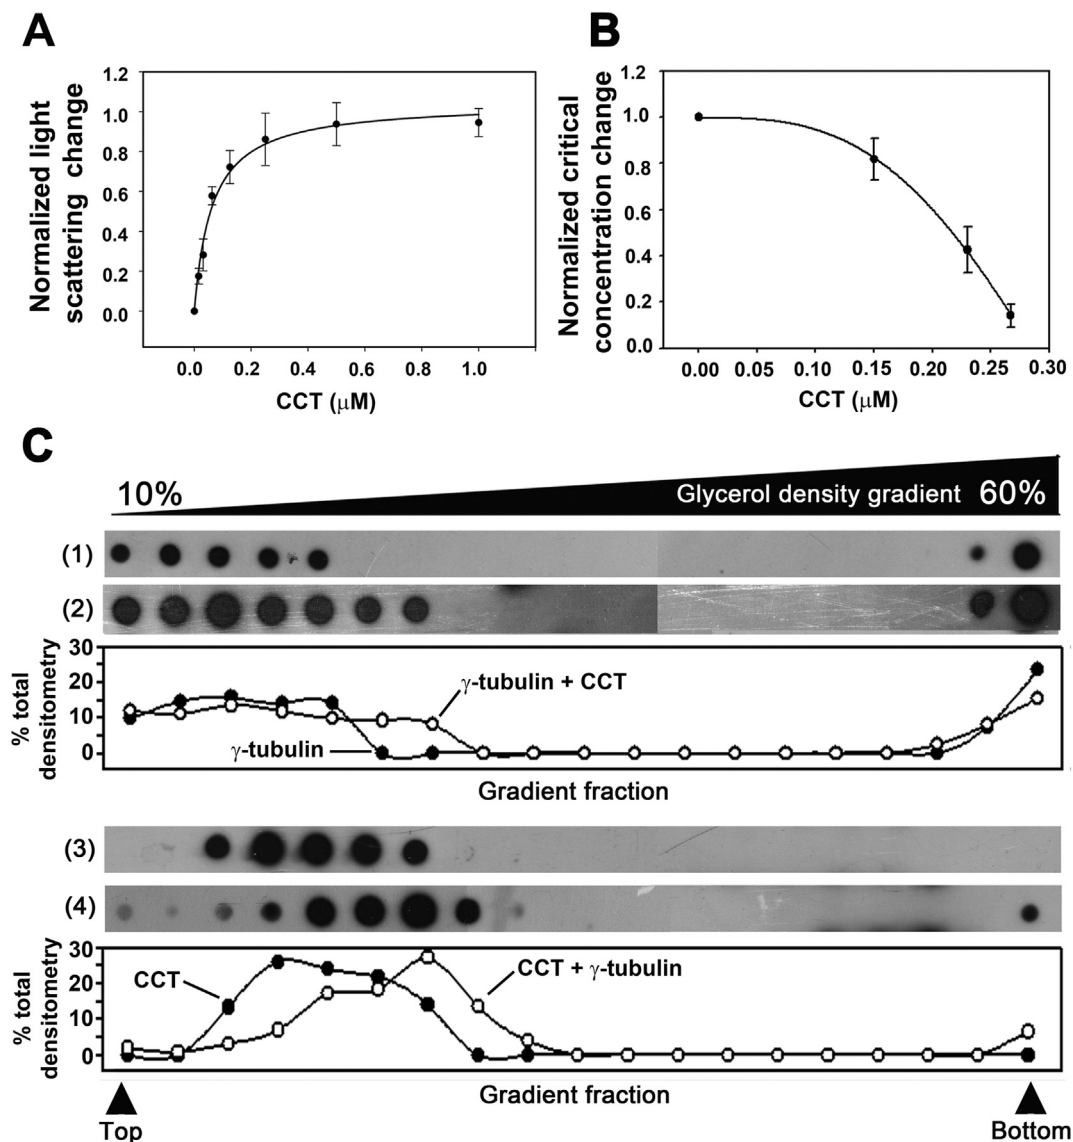 A
Normalized light
scattering change
1.2
1.0
0.8
0.6
0.4
0.2
0.0
0.0 0.2 0.4 0.6 0.8 1.0
CCT (μM)
B
Normalized critical
concentration change
1.2
1.0
0.8
0.6
0.4
0.2
0.0
0.00 0.05 0.10 0.15 0.20 0.25 0.30
CCT (μM)
C
10% Glycerol density gradient 60%
(1)
(2)
% total
densitometry
30
20
10
0
γ-tubulin + CCT
γ-tubulin
Gradient fraction
(3)
(4)
% total
densitometry
30
20
10
0
CCT
CCT + γ-tubulin
Gradient fraction
Top Bottom